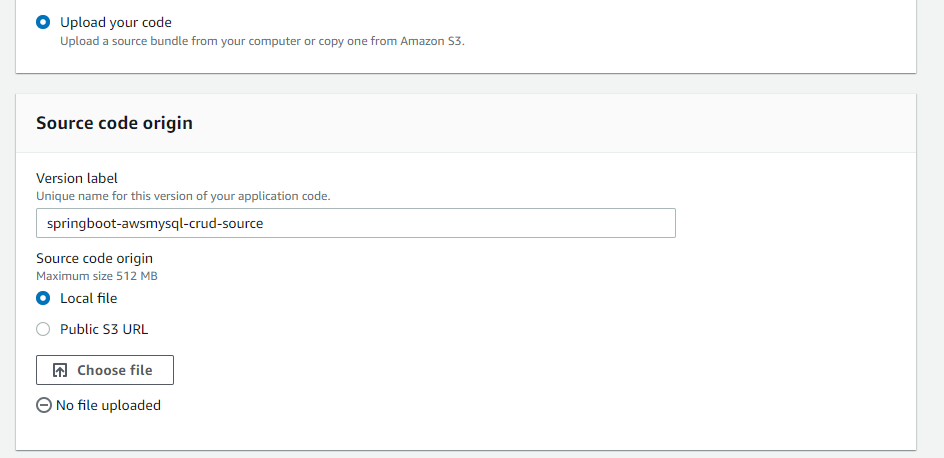 Upload your code
Upload a source bundle from your computer or copy one from Amazon S3.
Source code origin
Version label
Unique name for this version of your application code.
springboot-awsmysql-crud-source
Source code origin
Maximum size 512 MB
Local file
Public S3 URL
Choose file
No file uploaded